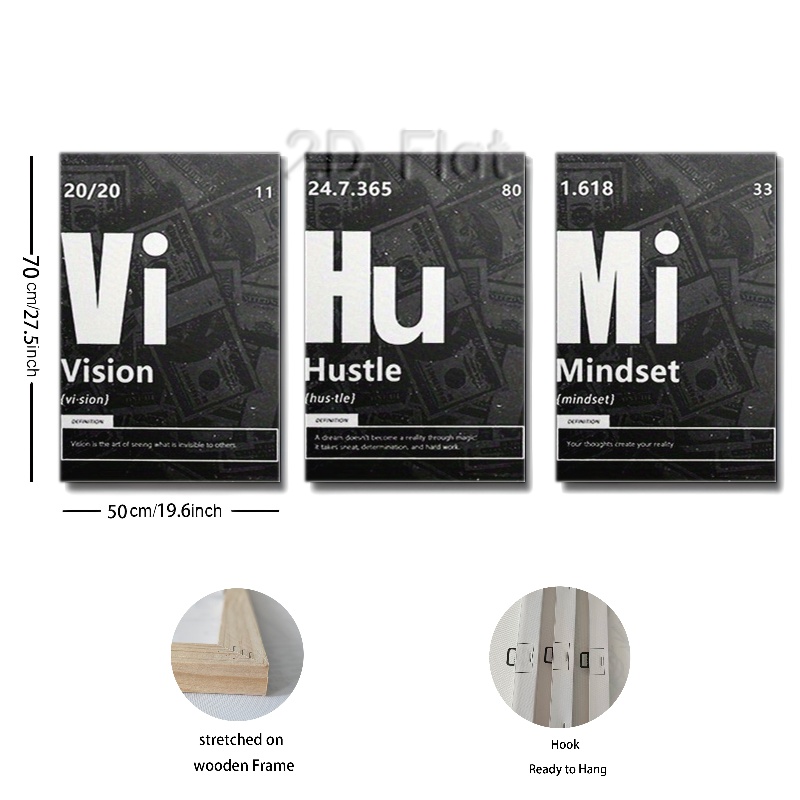 2D Flat
20/20
11
Vi
Vision
{vi·sion}
DEFINITION
Vision is the art of seeing what is invisible to others.
24.7.365
80
Hu
Hustle
{hus·tle}
DEFINITION
A dream doesn't become a reality through magic;
it takes sweat, determination, and hard work.
1.618
33
Mi
Mindset
{mindset}
DEFINITION
Your thoughts create your reality
70cm/27.5inch
50cm/19.6inch
stretched on
wooden Frame
Hook
Ready to Hang